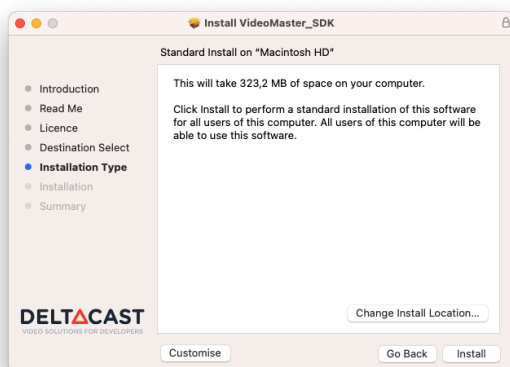 Install VideoMaster_SDK
Standard Install on “Macintosh HD”
Introduction
Read Me
Licence
Destination Select
Installation Type
Installation
Summary
This will take 323,2 MB of space on your computer.
Click Install to perform a standard installation of this software
for all users of this computer. All users of this computer will be
able to use this software.
DELTACAST
VIDEO SOLUTIONS FOR DEVELOPERS
Change Install Location...
Customise
Go Back
Install